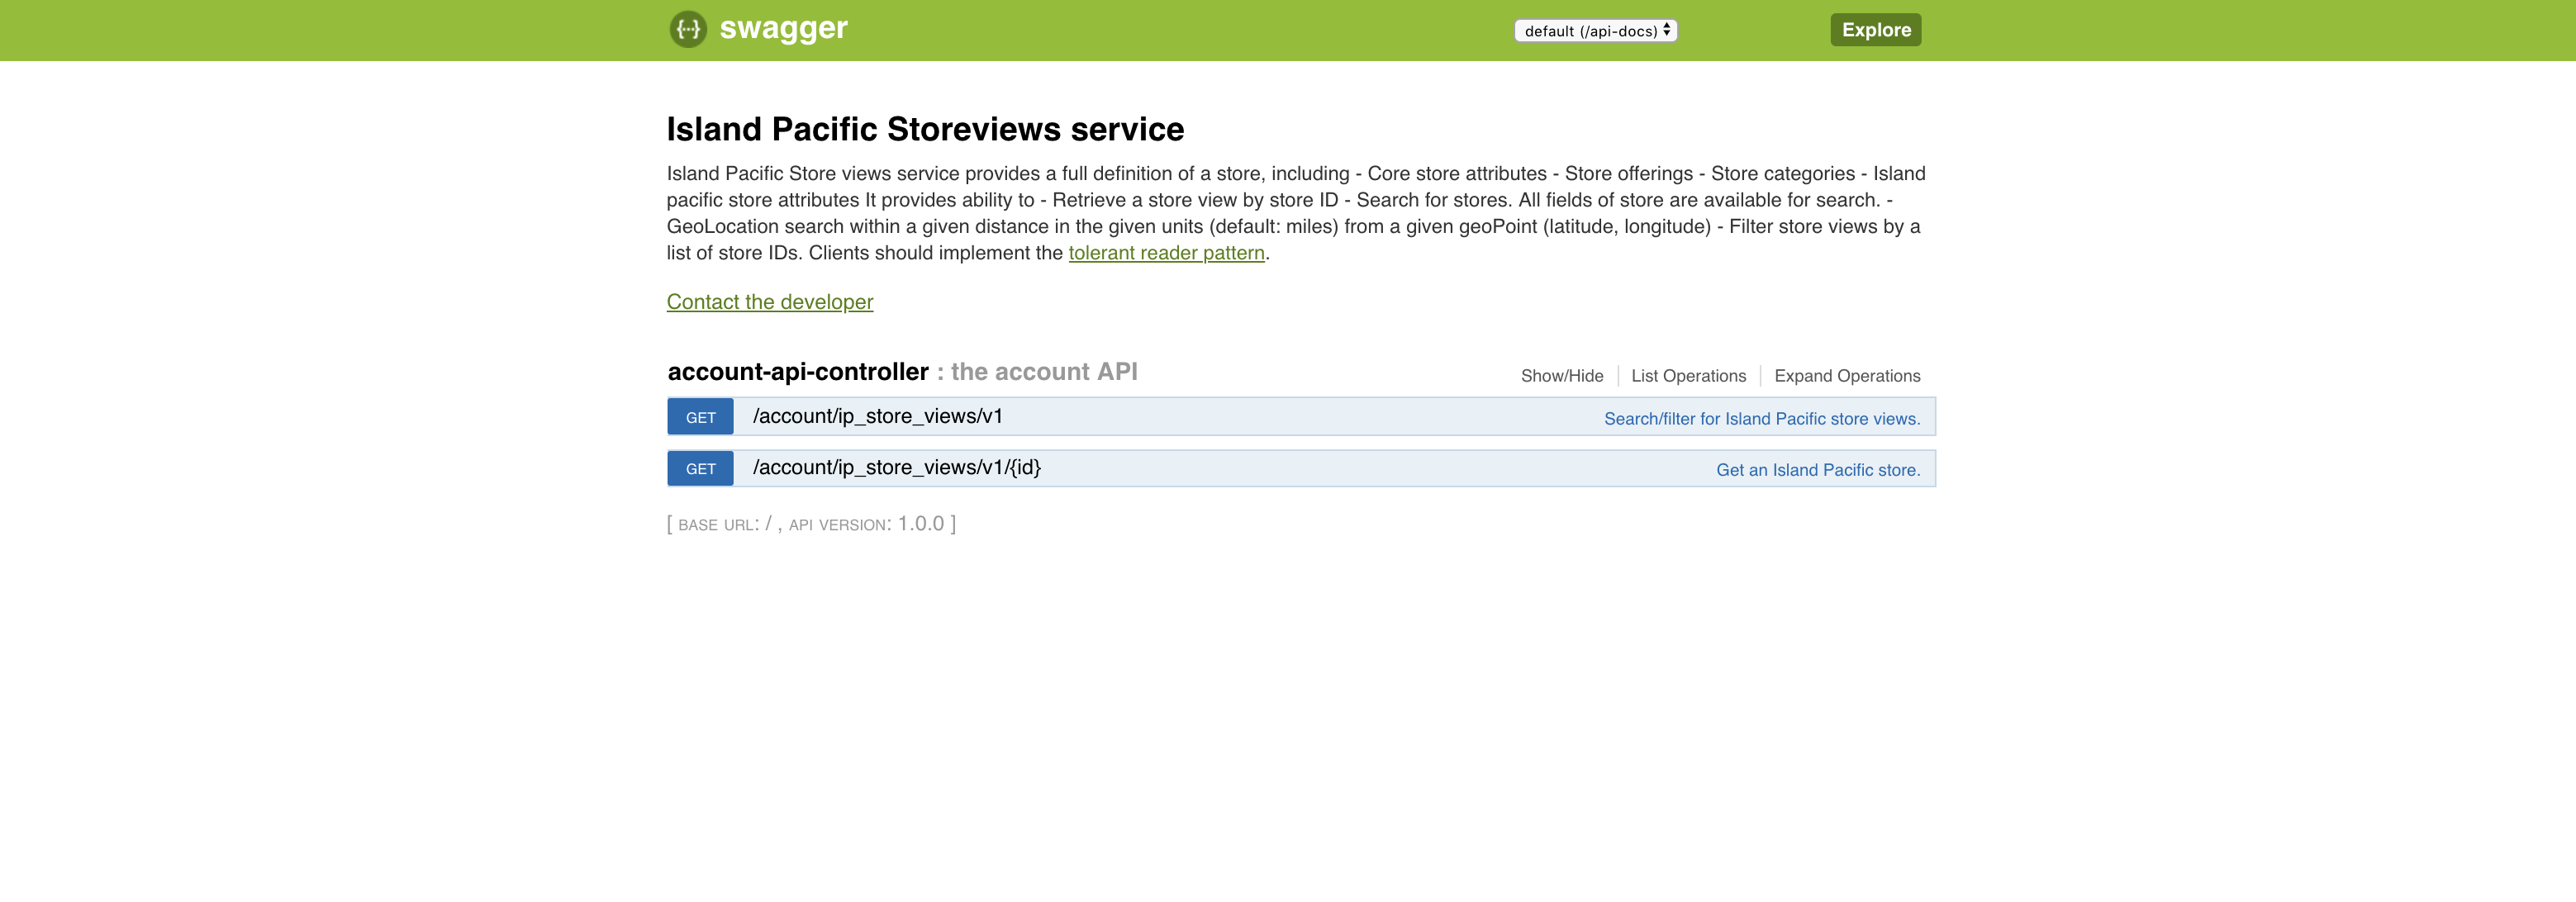 {···} swagger
default (/api-docs)
Explore
Island Pacific Storeviews service
Island Pacific Store views service provides a full definition of a store, including - Core store attributes - Store offerings - Store categories - Island
pacific store attributes It provides ability to - Retrieve a store view by store ID - Search for stores. All fields of store are available for search. -
GeoLocation search within a given distance in the given units (default: miles) from a given geoPoint (latitude, longitude) - Filter store views by a
list of store IDs. Clients should implement the tolerant reader pattern.
Contact the developer
account-api-controller : the account API
Show/Hide
List Operations
Expand Operations
GET /account/ip_store_views/v1 Search/filter for Island Pacific store views.
GET /account/ip_store_views/v1/{id} Get an Island Pacific store.
[ BASE URL: / , API VERSION: 1.0.0 ]